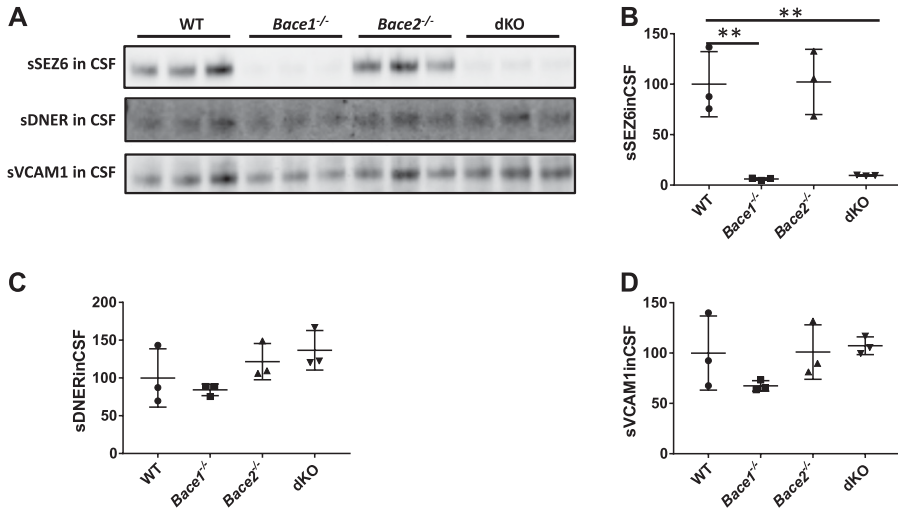 A
WT Bace1-/- Bace2-/- dKO
sSEZ6 in CSF
sDNER in CSF
sVCAM1 in CSF
B
**
**
sSEZ6inCSF
150
100
50
0
WT Bace1-/- Bace2-/- dKO
C
sDNERinCSF
200
150
100
50
0
WT Bace1-/- Bace2-/- dKO
D
sVCAM1inCSF
150
100
50
0
WT Bace1-/- Bace2-/- dKO